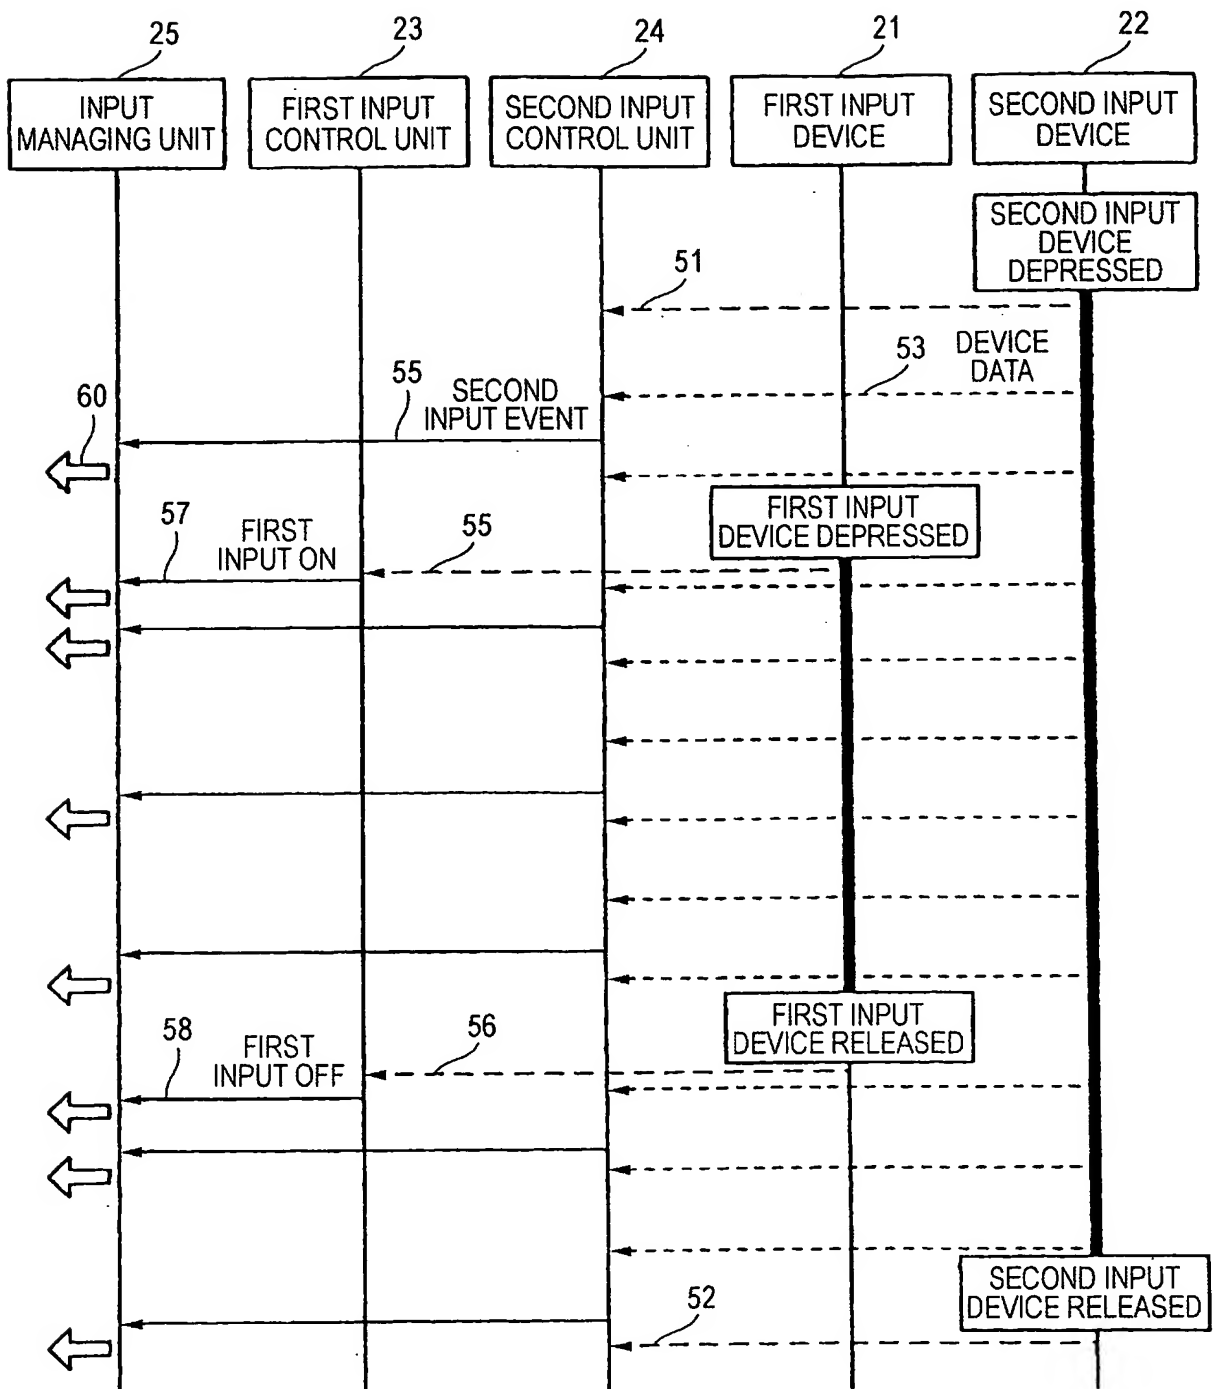 25
23
24
21
22
INPUT
MANAGING UNIT
FIRST INPUT
CONTROL UNIT
SECOND INPUT
CONTROL UNIT
FIRST INPUT
DEVICE
SECOND INPUT
DEVICE
SECOND INPUT
DEVICE
DEPRESSED
51
53
DEVICE
DATA
60
55
SECOND
INPUT EVENT
FIRST INPUT
DEVICE DEPRESSED
57
FIRST
INPUT ON
55
FIRST INPUT
DEVICE RELEASED
58
FIRST
INPUT OFF
56
SECOND INPUT
DEVICE RELEASED
52